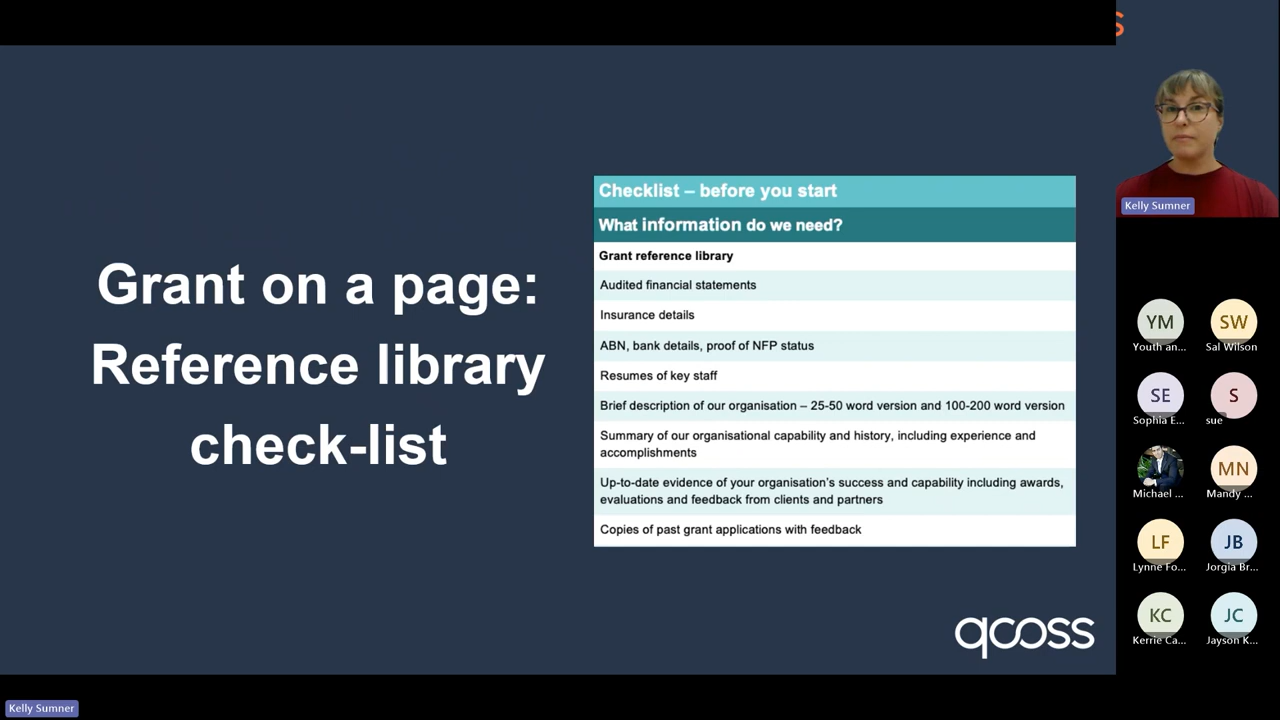 Grant on a page:
Reference library
check-list
Checklist – before you start
What information do we need?
Grant reference library
Audited financial statements
Insurance details
ABN, bank details, proof of NFP status
Resumes of key staff
Brief description of our organisation – 25-50 word version and 100-200 word version
Summary of our organisational capability and history, including experience and
accomplishments
Up-to-date evidence of your organisation's success and capability including awards,
evaluations and feedback from clients and partners
Copies of past grant applications with feedback
qcoss
Kelly Sumner
S
Kelly Sumner
YM
SW
Youth an...
Sal Wilson
SE
S
Sophia E...
sue
MN
Michael ...
Mandy ...
LF
JB
Lynne Fo...
Jorgia Br...
KC
JC
Kerrie Ca...
Jayson K...